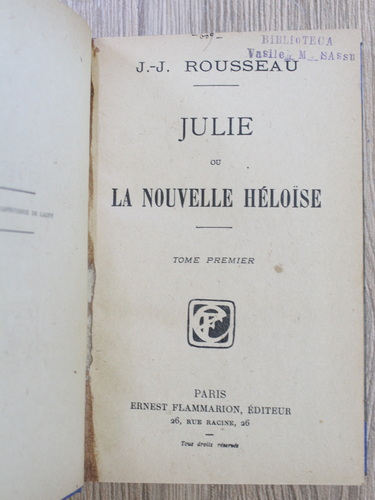 BIBLIOTECA
Vasile M. SAssu
J.-J. ROUSSEAU
JULIE
OU
LA NOUVELLE HÉLOÏSE
TOME PREMIER
PARIS
ERNEST FLAMMARION, ÉDITEUR
26, RUE RACINE, 26
Tous droits réservés